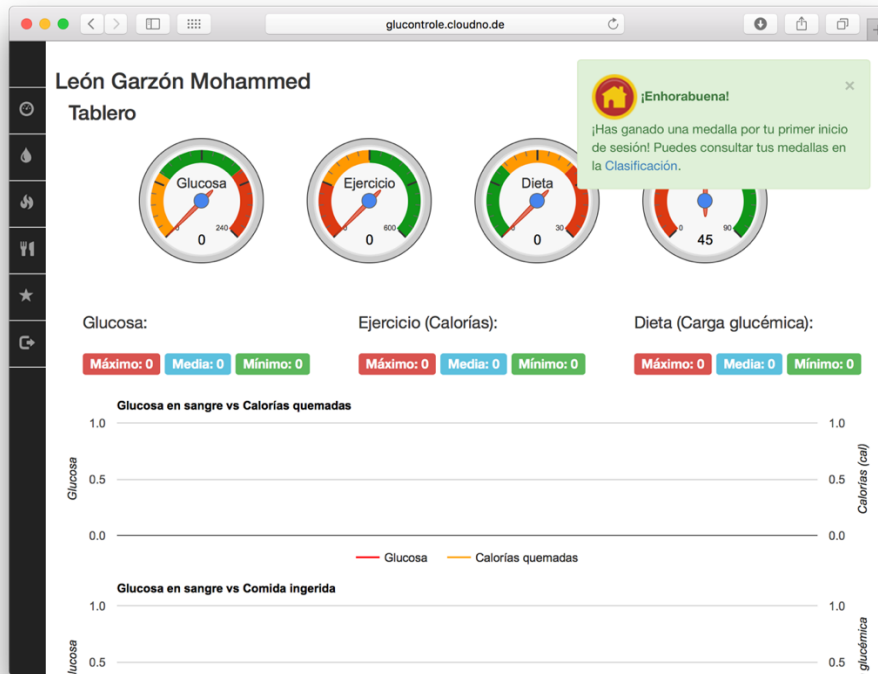 glucontrole.cloudno.de
León Garzón Mohammed
Tablero
¡Enhorabuena!
×
¡Has ganado una medalla por tu primer inicio
de sesión! Puedes consultar tus medallas en
la Clasificación.
Glucosa
0
240
0
Ejercicio
0
600
0
Dieta
0
30
0
0
90
45
Glucosa:
Máximo: 0
Media: 0
Mínimo: 0
Ejercicio (Calorías):
Máximo: 0
Media: 0
Mínimo: 0
Dieta (Carga glucémica):
Máximo: 0
Media: 0
Mínimo: 0
Glucosa en sangre vs Calorías quemadas
1.0
0.5
0.0
Glucosa
1.0
0.5
0.0
Calorías (cal)
Glucosa
Calorías quemadas
Glucosa en sangre vs Comida ingerida
1.0
0.5
1.0
0.5
glucémica